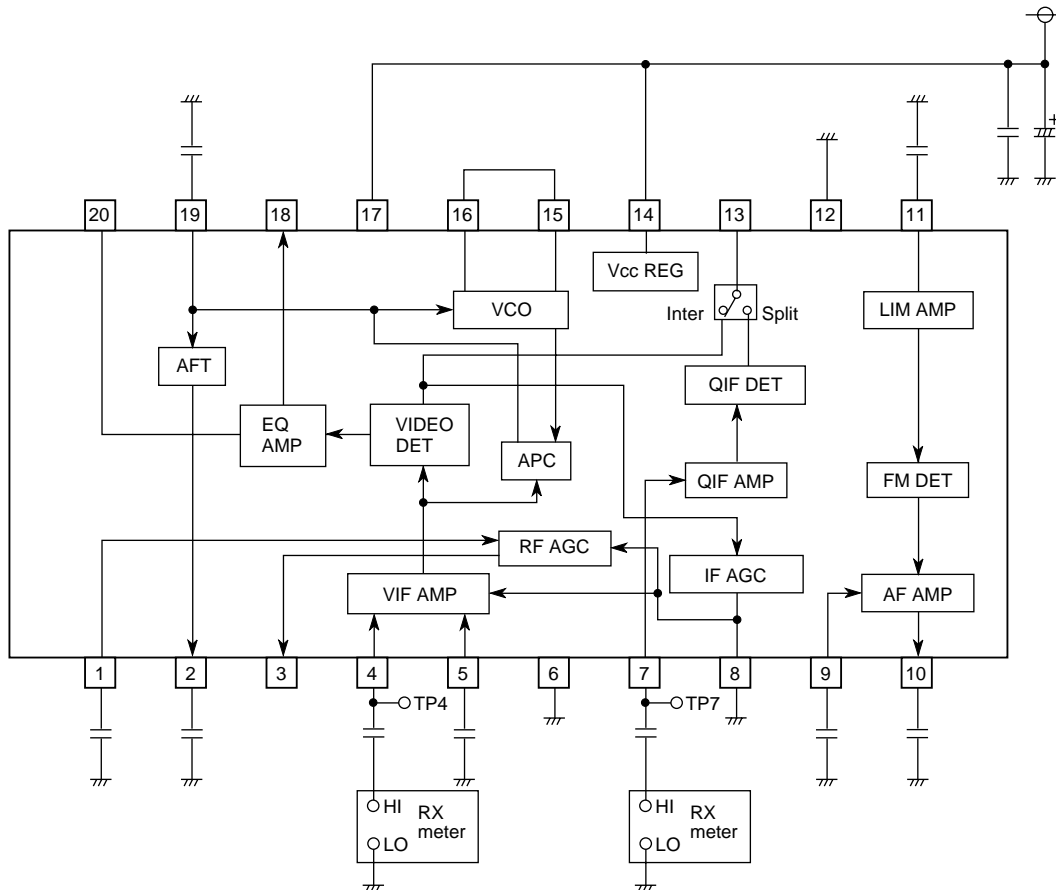 +
20 19 18 17 16 15 14 13 12 11
Vcc REG
VCO
Inter Split
LIM AMP
AFT
QIF DET
EQ
AMP
VIDEO
DET
APC
QIF AMP
FM DET
RF AGC
IF AGC
VIF AMP
AF AMP
1 2 3 4 5 6 7 8 9 10
TP4 TP7
HI RX
meter
LO
HI RX
meter
LO